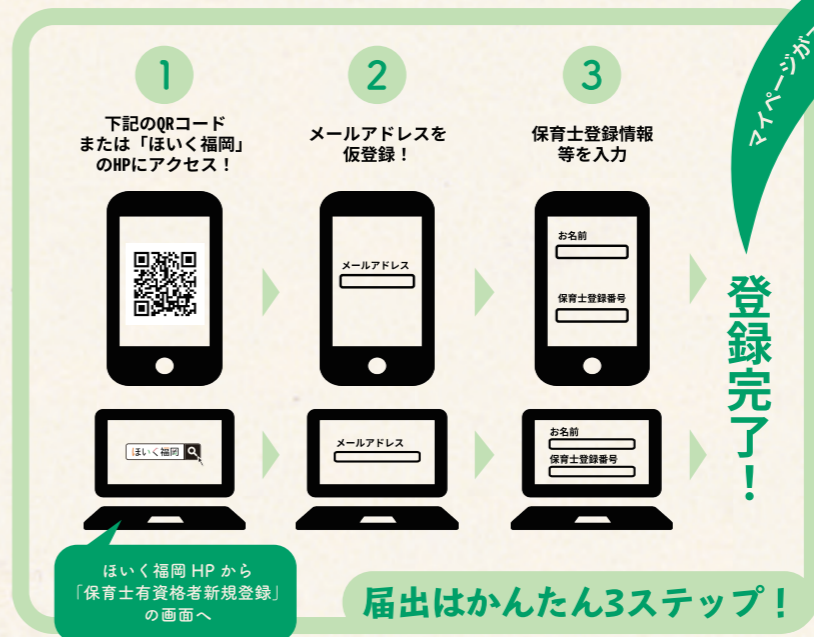 マイページが
1
下記のQRコード
または「ほいく福岡」
のHPにアクセス！
2
メールアドレスを
仮登録！
3
保育士登録情報
等を入力
メールアドレス
お名前
保育士登録番号
登録完了！
ほいく福岡
メールアドレス
お名前
保育士登録番号
ほいく福岡 HP から
「保育士有資格者新規登録」
の画面へ
届出はかんたん3ステップ！